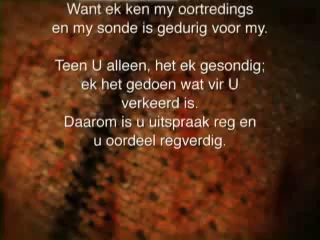 Want ek ken my oortredings
en my sonde is gedurig voor my.
Teen U alleen, het ek gesondig;
ek het gedoen wat vir U
verkeerd is.
Daarom is u uitspraak reg en
u oordeel regverdig.